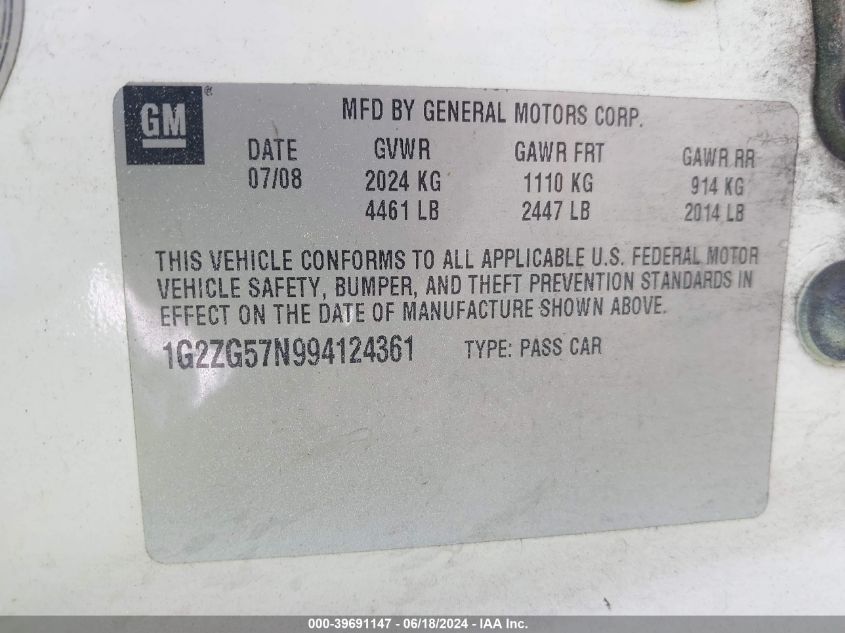 GM ®
MFD BY GENERAL MOTORS CORP.
DATE GVWR GAWR FRT GAWR RR
07/08 2024 KG 1110 KG 914 KG
4461 LB 2447 LB 2014 LB
THIS VEHICLE CONFORMS TO ALL APPLICABLE U.S. FEDERAL MOTOR
VEHICLE SAFETY, BUMPER, AND THEFT PREVENTION STANDARDS IN
EFFECT ON THE DATE OF MANUFACTURE SHOWN ABOVE.
1G2ZG57N994124361 TYPE: PASS CAR
000-39691147 - 06/18/2024 - IAA Inc.